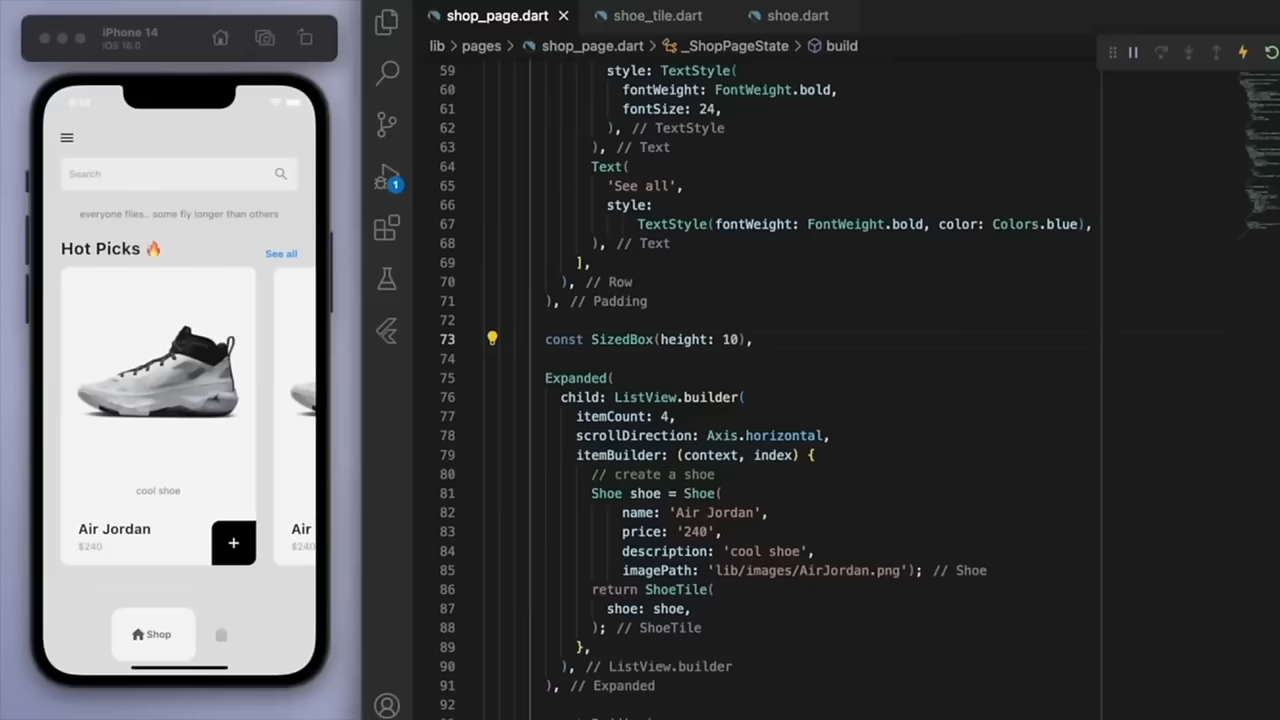 iPhone 14
iOS 16.0
Search
everyone flies.. some fly longer than others
Hot Picks 🔥
See all
cool shoe
Air Jordan
$240
+
Air
$240
Shop
1
shop_page.dart
shoe_tile.dart
shoe.dart
lib > pages > shop_page.dart > _ShopPageState > build
59 style: TextStyle(
60 fontWeight: FontWeight.bold,
61 fontSize: 24,
62 ), // TextStyle
63 ), // Text
64 Text(
65 'See all',
66 style:
67 TextStyle(fontWeight: FontWeight.bold, color: Colors.blue),
68 ), // Text
69 ],
70 ), // Row
71 ), // Padding
72
73 const SizedBox(height: 10),
74
75 Expanded(
76 child: ListView.builder(
77 itemCount: 4,
78 scrollDirection: Axis.horizontal,
79 itemBuilder: (context, index) {
80 // create a shoe
81 Shoe shoe = Shoe(
82 name: 'Air Jordan',
83 price: '240',
84 description: 'cool shoe',
85 imagePath: 'lib/images/AirJordan.png'); // Shoe
86 return ShoeTile(
87 shoe: shoe,
88 ); // ShoeTile
89 },
90 ), // ListView.builder
91 ), // Expanded
92